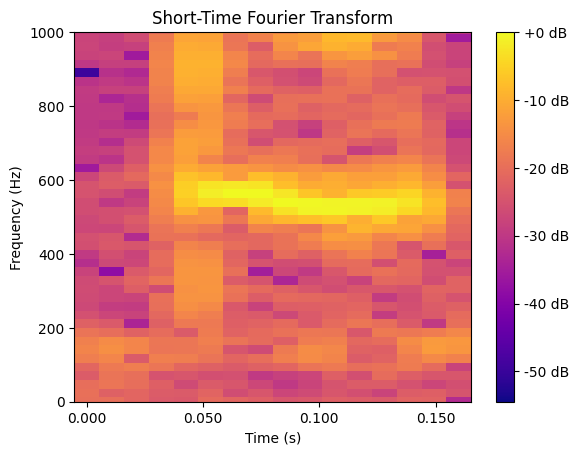 Short-Time Fourier Transform
1000
800
600
400
200
0
Frequency (Hz)
0.000
0.050
0.100
0.150
Time (s)
+0 dB
-10 dB
-20 dB
-30 dB
-40 dB
-50 dB